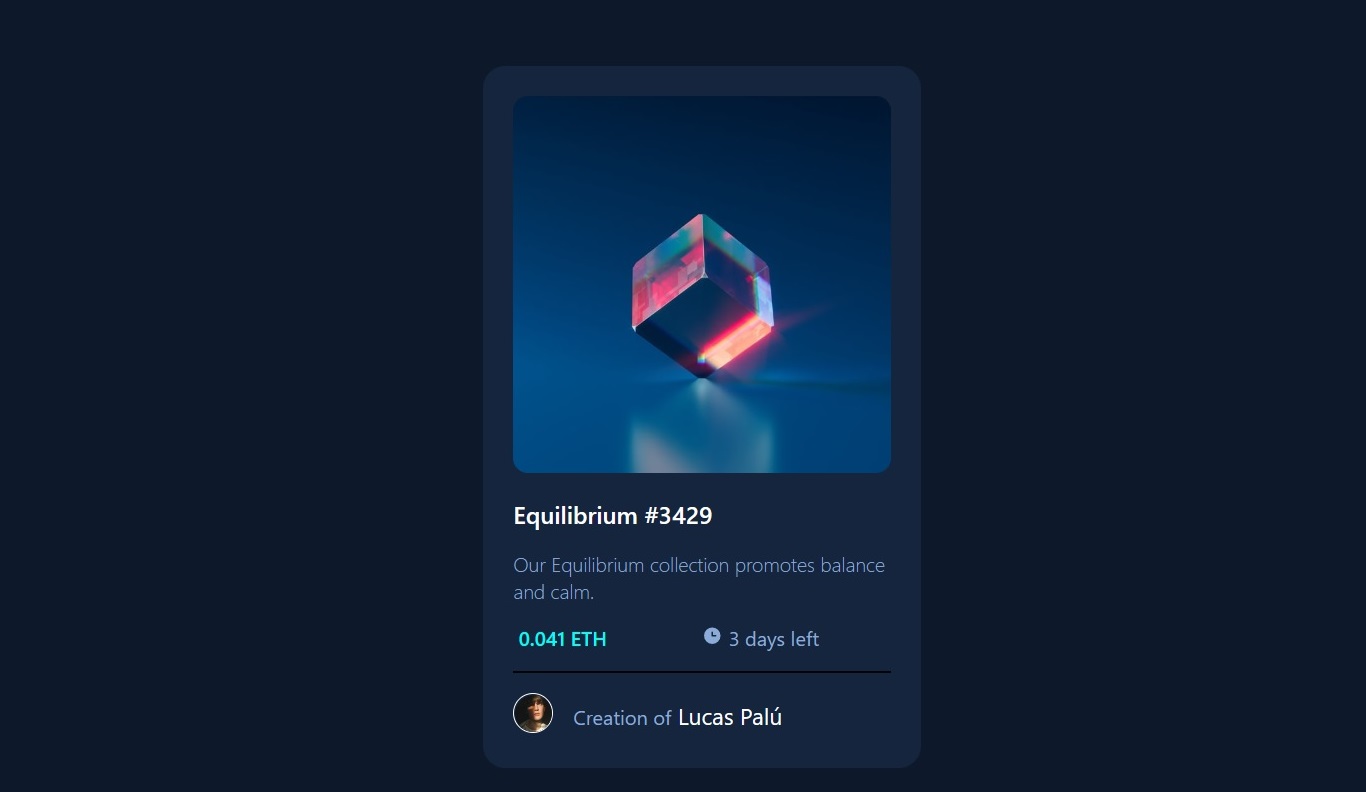 Equilibrium #3429
Our Equilibrium collection promotes balance
and calm.
0.041 ETH 3 days left
Creation of Lucas Palú